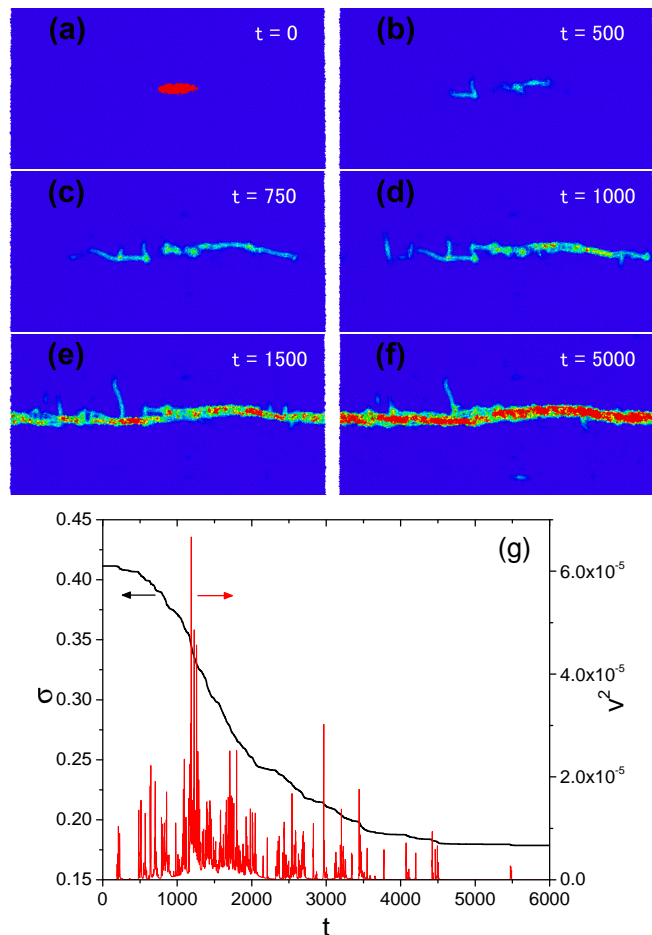 (a) t = 0
(b) t = 500
(c) t = 750
(d) t = 1000
(e) t = 1500
(f) t = 5000
(g)
0.45
0.40
0.35
0.30
0.25
0.20
0.15
σ
6.0x10⁻⁵
4.0x10⁻⁵
2.0x10⁻⁵
0.0
v²
0 1000 2000 3000 4000 5000 6000
t